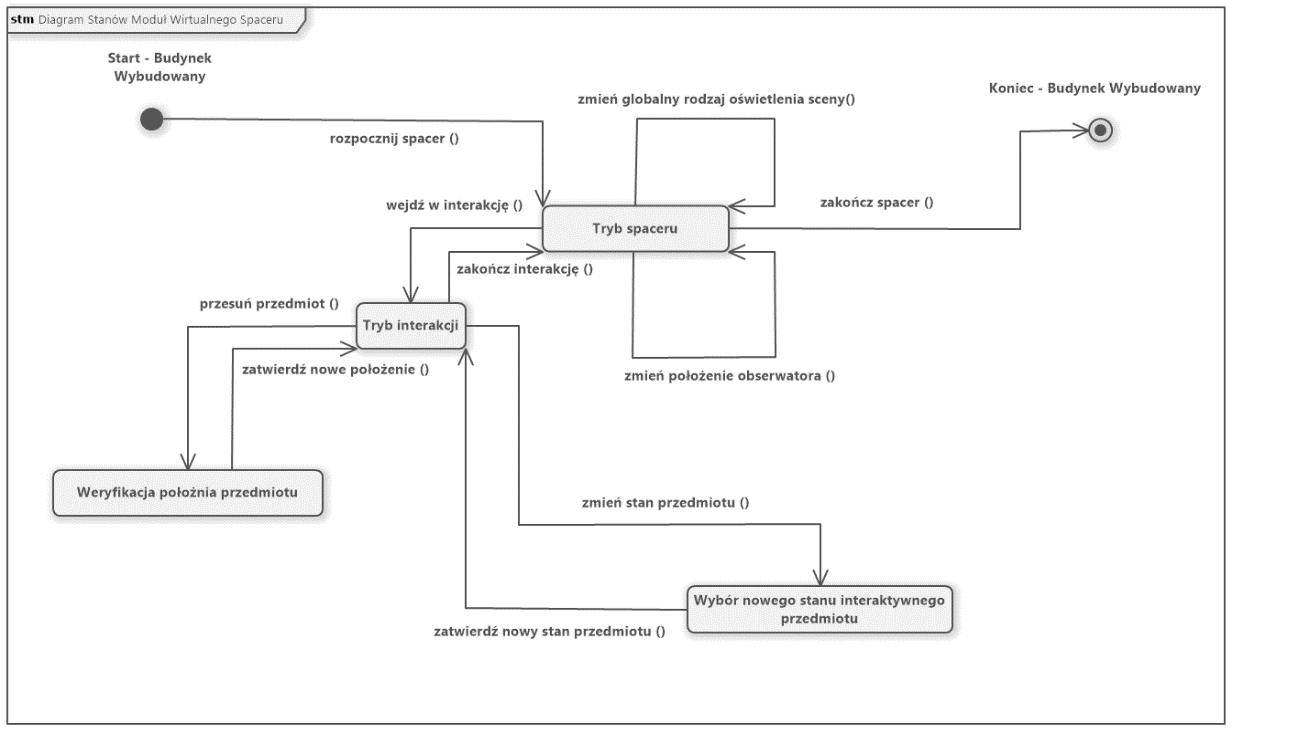 stm Diagram Stanów Moduł Wirtualnego Spaceru
Start - Budynek
Wybudowany
Koniec - Budynek Wybudowany
zmień globalny rodzaj oświetlenia sceny()
rozpocznij spacer ()
wejdź w interakcję ()
zakończ spacer ()
Tryb spaceru
zakończ interakcję ()
przesuń przedmiot ()
Tryb interakcji
zatwierdź nowe położenie ()
zmień położenie obserwatora ()
Weryfikacja położnia przedmiotu
zmień stan przedmiotu ()
Wybór nowego stanu interaktywnego
przedmiotu
zatwierdź nowy stan przedmiotu ()